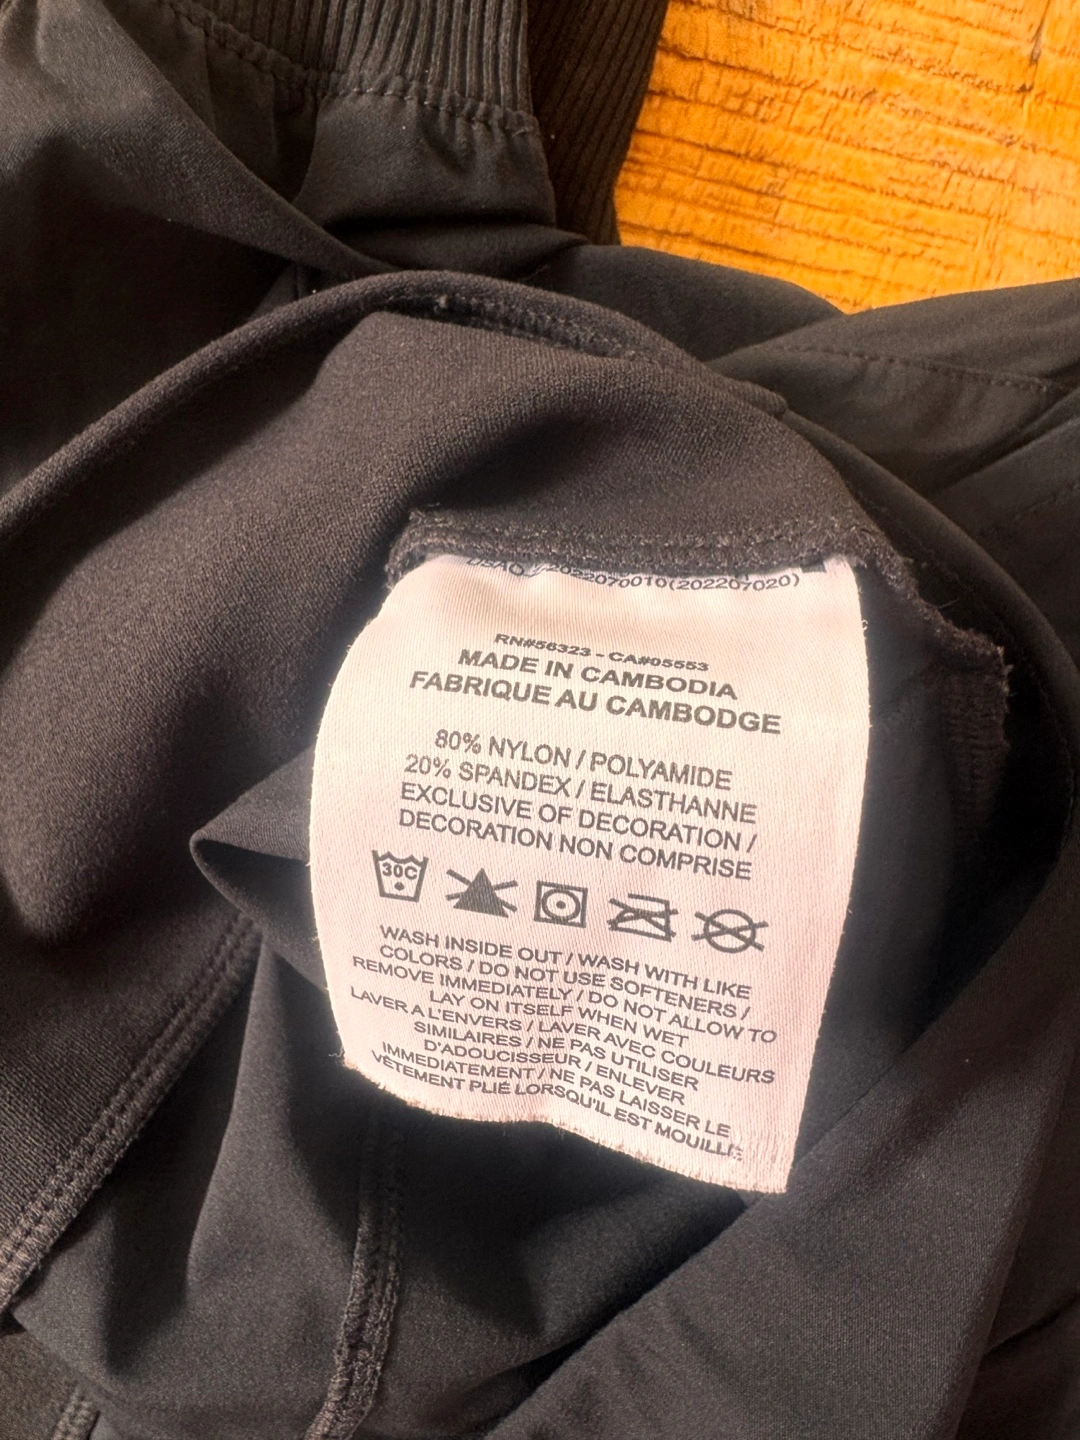 2022070010(202207020)
RN#56323 - CA#05553
MADE IN CAMBODIA
FABRIQUE AU CAMBODGE
80% NYLON / POLYAMIDE
20% SPANDEX / ELASTHANNE
EXCLUSIVE OF DECORATION /
DECORATION NON COMPRISE
30C
WASH INSIDE OUT / WASH WITH LIKE
COLORS / DO NOT USE SOFTENERS /
REMOVE IMMEDIATELY / DO NOT ALLOW TO
LAY ON ITSELF WHEN WET
LAVER A L'ENVERS / LAVER AVEC COULEURS
SIMILAIRES / NE PAS UTILISER
D'ADOUCISSEUR / ENLEVER
IMMEDIATEMENT / NE PAS LAISSER LE
VÊTEMENT PLIÉ LORSQU'IL EST MOUILLÉ